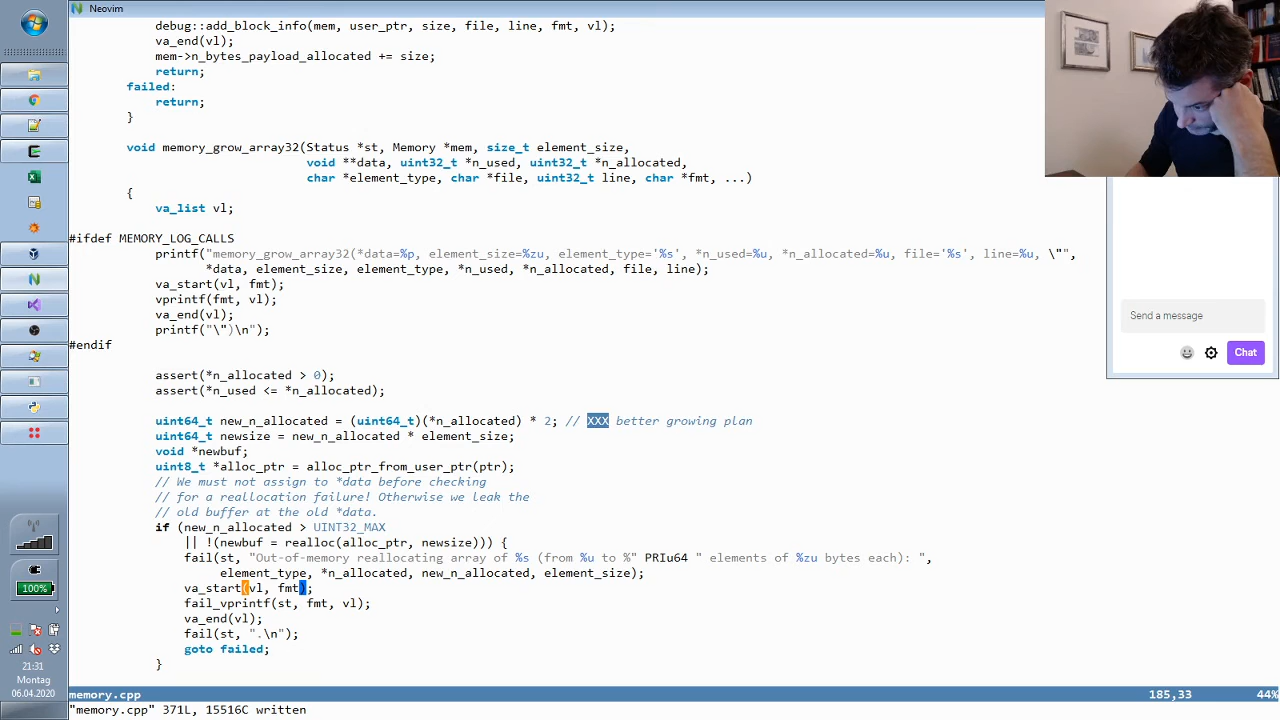 Neovim
debug::add_block_info(mem, user_ptr, size, file, line, fmt, vl);
va_end(vl);
mem->n_bytes_payload_allocated += size;
return;
failed:
return;
}
void memory_grow_array32(Status *st, Memory *mem, size_t element_size,
void **data, uint32_t *n_used, uint32_t *n_allocated,
char *element_type, char *file, uint32_t line, char *fmt, ...)
{
va_list vl;
#ifdef MEMORY_LOG_CALLS
printf("memory_grow_array32(*data=%p, element_size=%zu, element_type='%s', *n_used=%u, *n_allocated=%u, file='%s', line=%u, \"",
*data, element_size, element_type, *n_used, *n_allocated, file, line);
va_start(vl, fmt);
vprintf(fmt, vl);
va_end(vl);
printf("\")\n");
#endif
assert(*n_allocated > 0);
assert(*n_used <= *n_allocated);
uint64_t new_n_allocated = (uint64_t)(*n_allocated) * 2; // XXX better growing plan
uint64_t newsize = new_n_allocated * element_size;
void *newbuf;
uint8_t *alloc_ptr = alloc_ptr_from_user_ptr(ptr);
// We must not assign to *data before checking
// for a reallocation failure! Otherwise we leak the
// old buffer at the old *data.
if (new_n_allocated > UINT32_MAX
|| !(newbuf = realloc(alloc_ptr, newsize))) {
fail(st, "Out-of-memory reallocating array of %s (from %u to %" PRIu64 " elements of %zu bytes each): ",
element_type, *n_allocated, new_n_allocated, element_size);
va_start(vl, fmt);
fail_vprintf(st, fmt, vl);
va_end(vl);
fail(st, ".\n");
goto failed;
}
memory.cpp 185,33 44%
"memory.cpp" 371L, 15516C written
Send a message
Chat
100%
21:31
Montag
06.04.2020